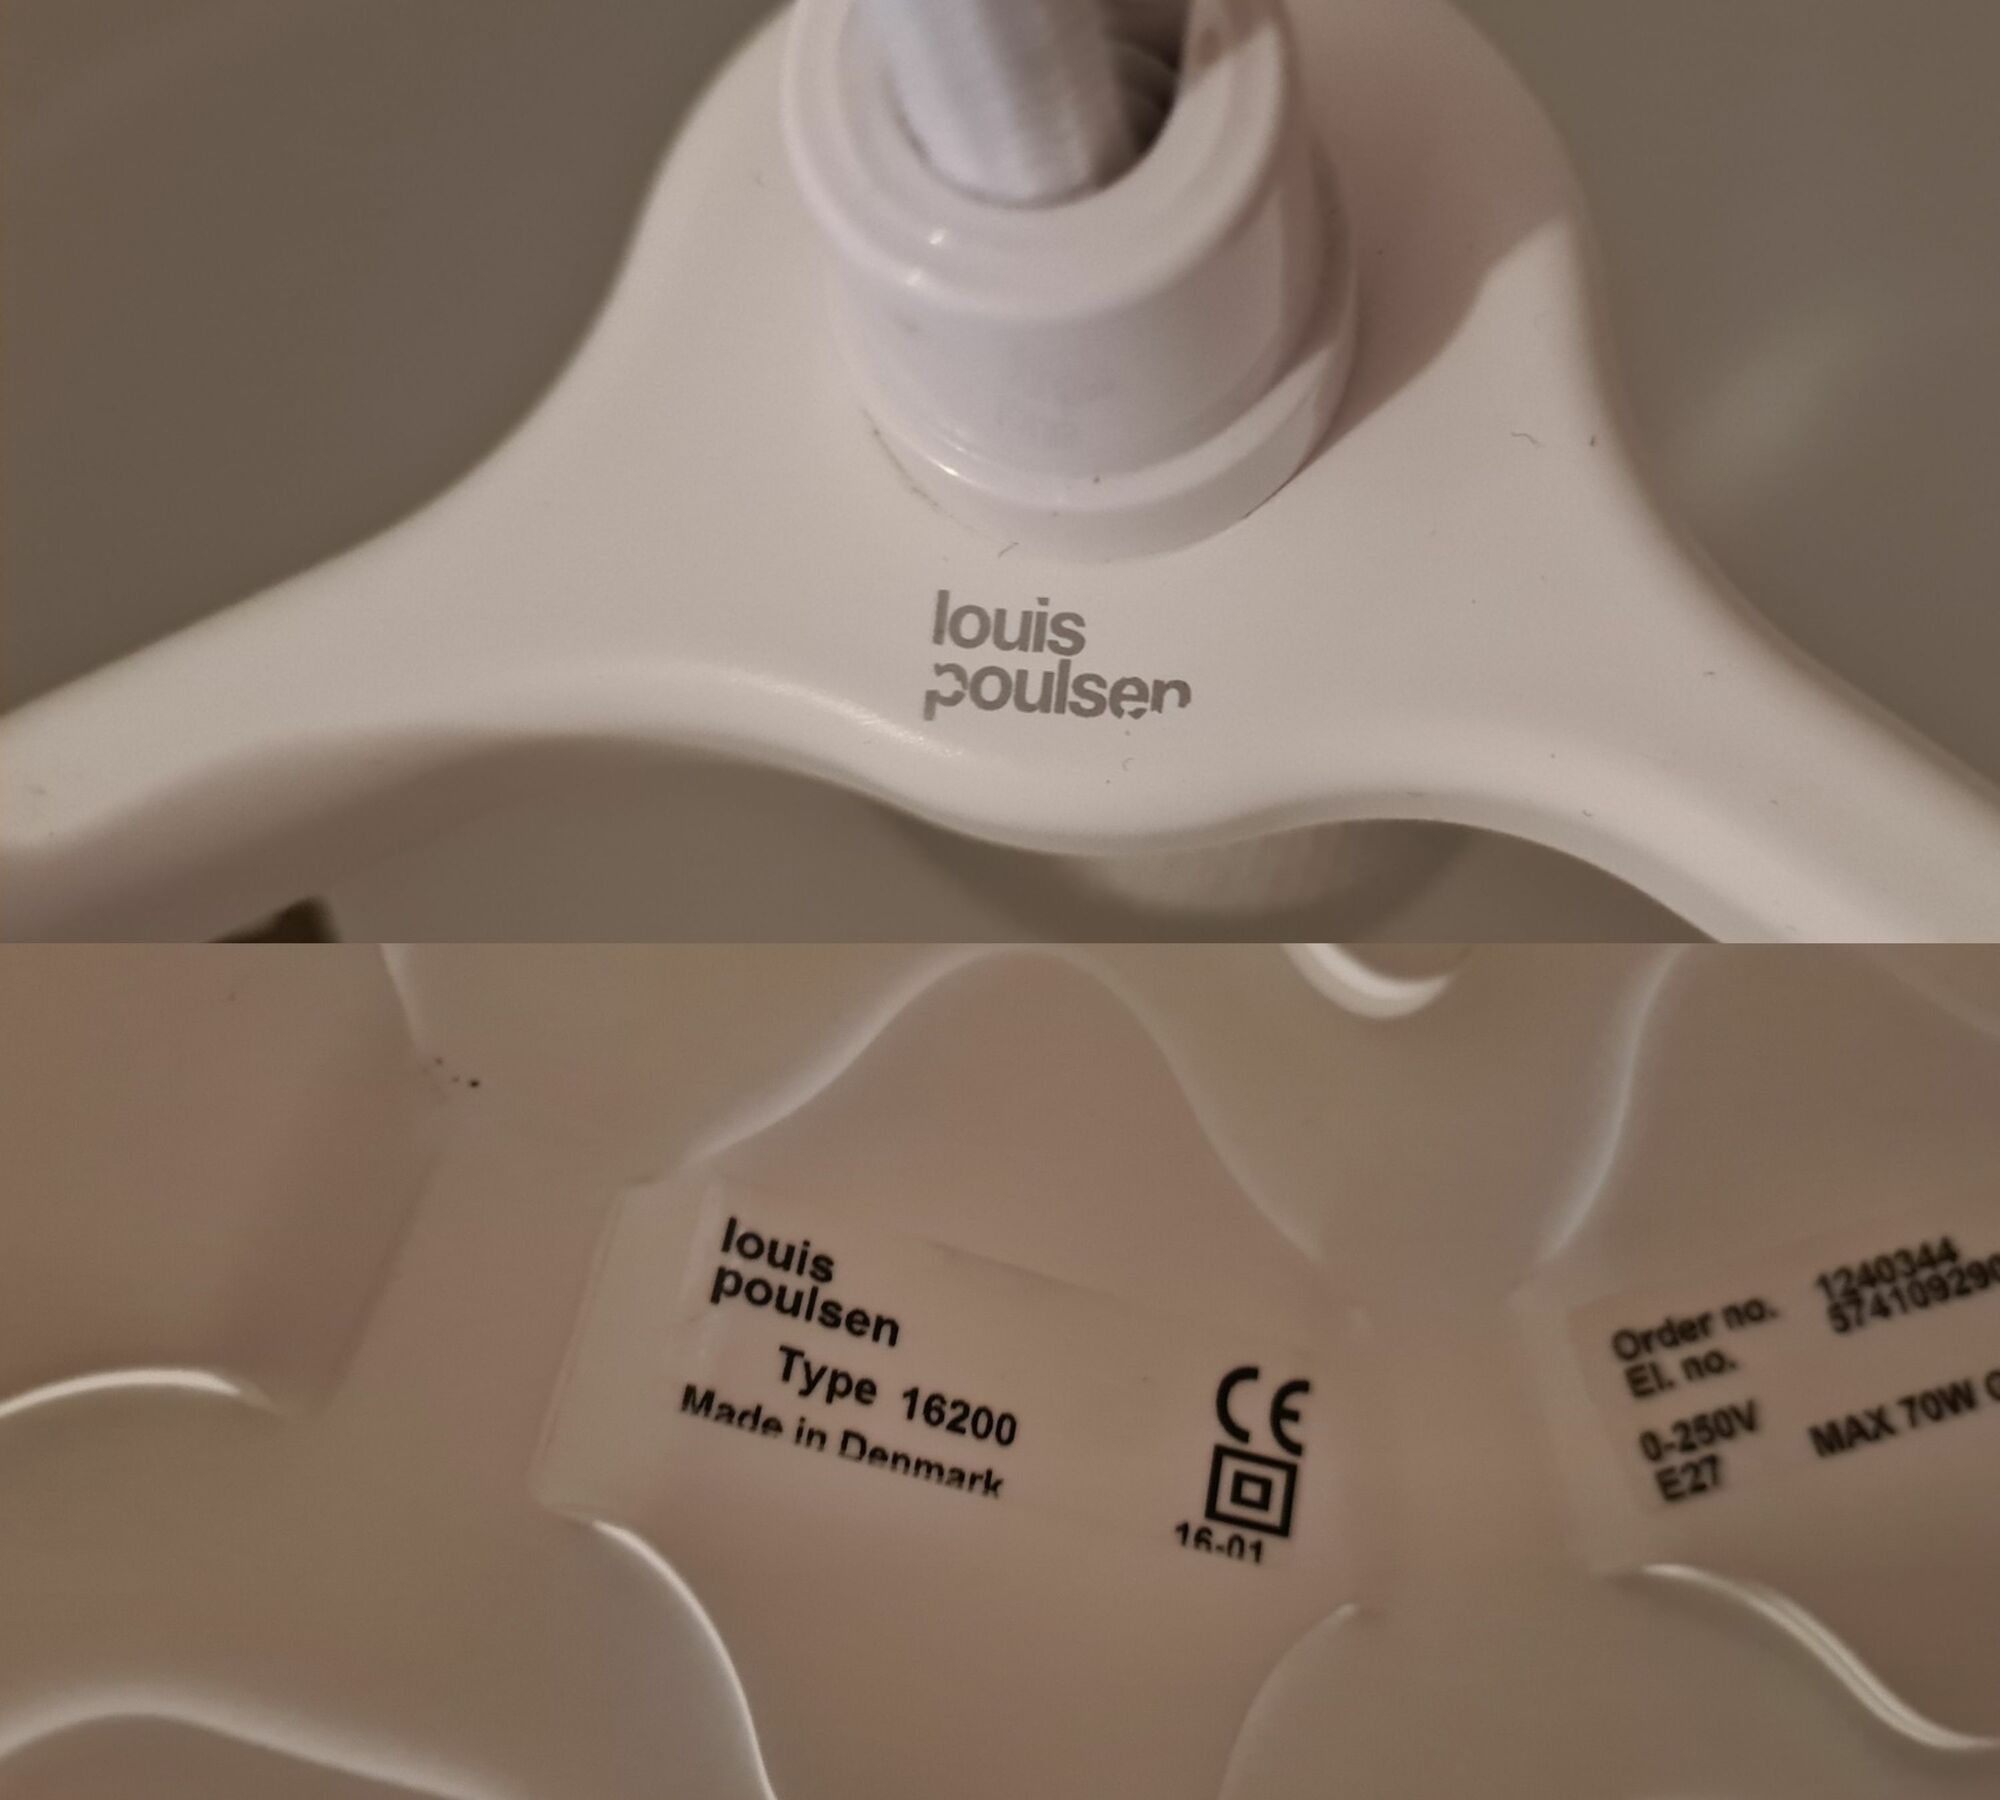 louis
poulsen
louis
poulsen
Type 16200
Made in Denmark
CE
16-01
Order no. 1240344
El. no.
0-250V MAX 70W
E27